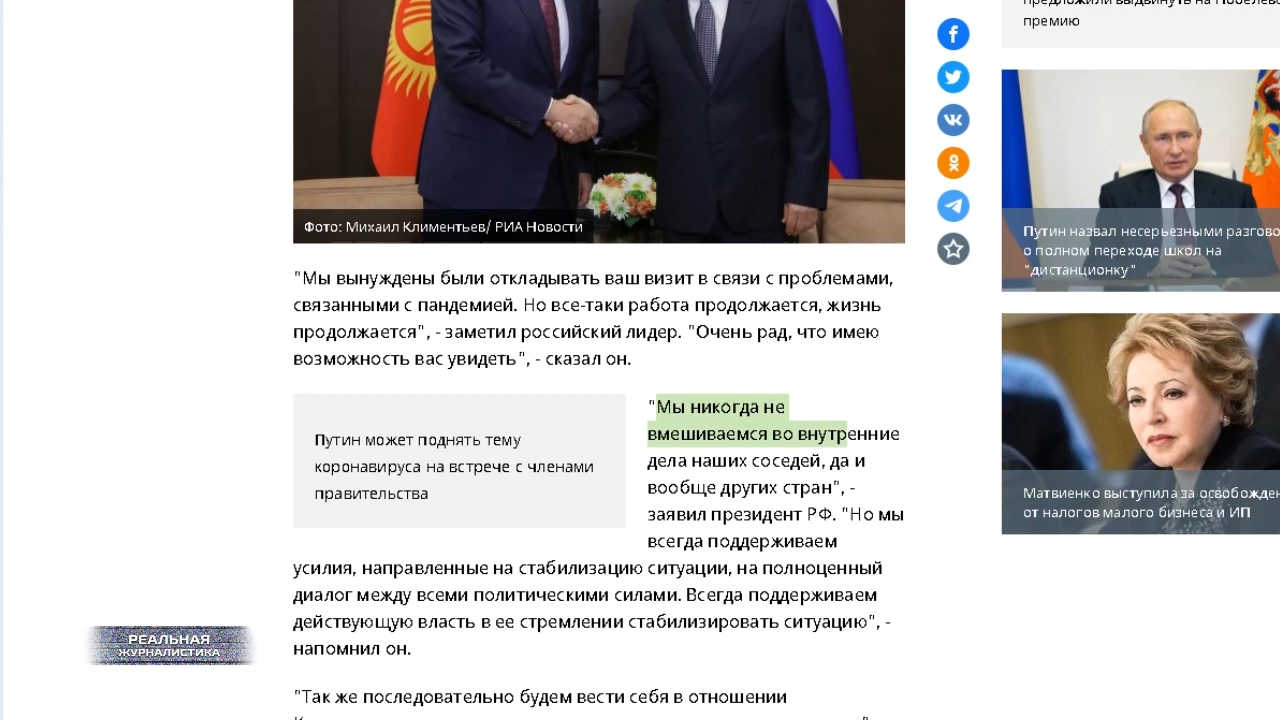 предложили выдвинуть на
премию
Фото: Михаил Климентьев/ РИА Новости
Путин назвал несерьезными
о полном переходе школ на
"дистанционку"
"Мы вынуждены были откладывать ваш визит в связи с проблемами,
связанными с пандемией. Но все-таки работа продолжается, жизнь
продолжается", - заметил российский лидер. "Очень рад, что имею
возможность вас увидеть", - сказал он.
Путин может поднять тему
коронавируса на встрече с членами
правительства
"Мы никогда не
вмешиваемся во внутренние
дела наших соседей, да и
вообще других стран", -
заявил президент РФ. "Но мы
всегда поддерживаем
усилия, направленные на стабилизацию ситуации, на полноценный
диалог между всеми политическими силами. Всегда поддерживаем
действующую власть в ее стремлении стабилизировать ситуацию", -
напомнил он.
Матвиенко выступила за
от налогов малого бизнеса и ИП
РЕАЛЬНАЯ
ЖУРНАЛИСТИКА
"Так же последовательно будем вести себя в отношении